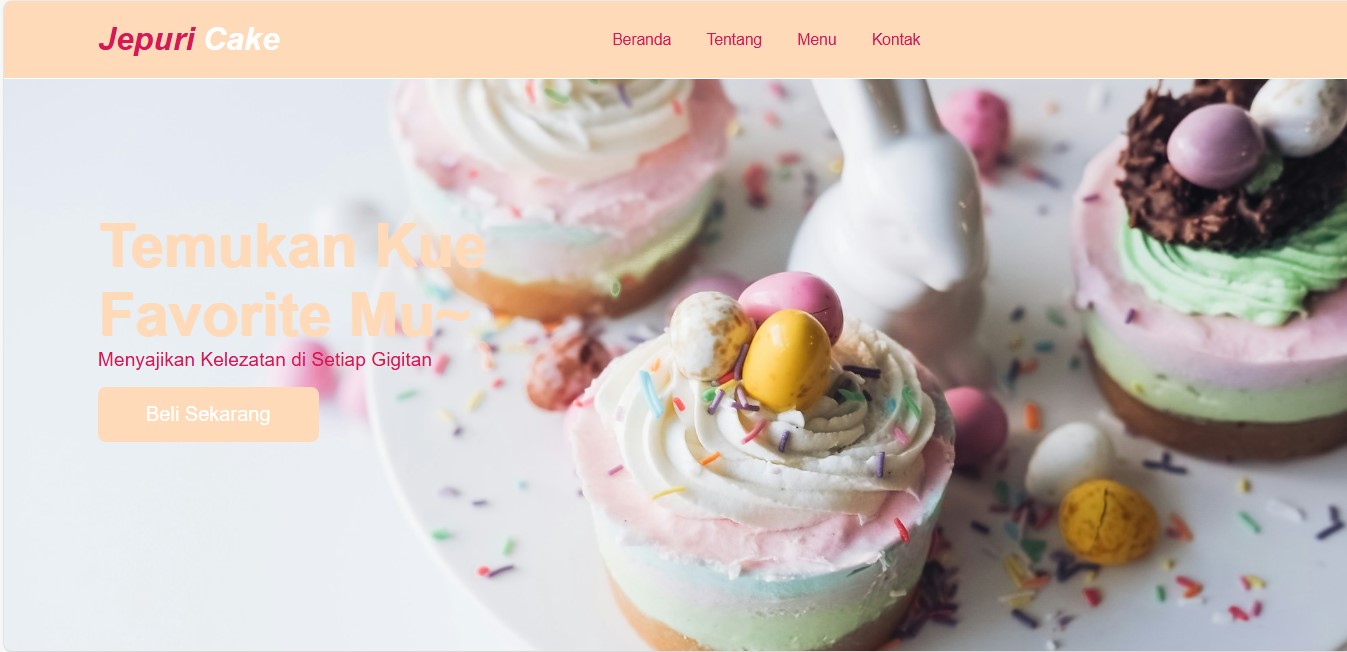 Jepuri Cake
Beranda Tentang Menu Kontak
Temukan Kue
Favorite Mu~
Menyajikan Kelezatan di Setiap Gigitan
Beli Sekarang